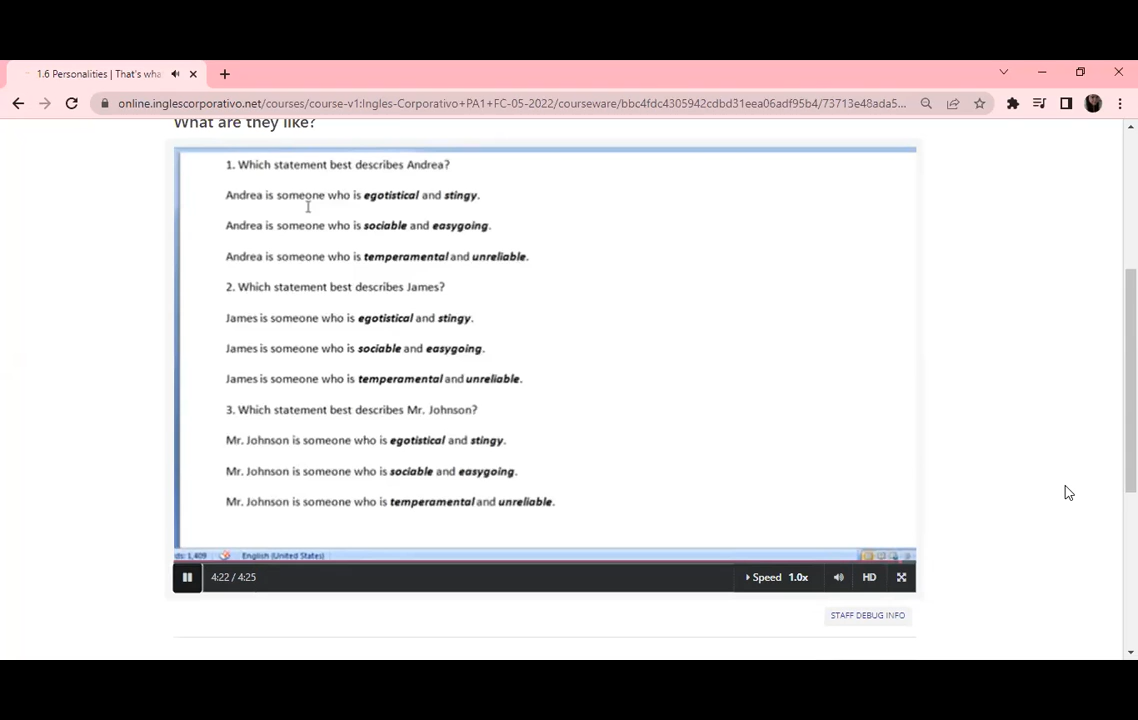 1.6 Personalities | That's wha
online.inglescorporativo.net/courses/course-v1:Ingles-Corporativo+PA1+FC-05-2022/courseware/bbc4fdc4305942cdbd31eea06adf95b4/73713e48ada5...
What are they like?
1. Which statement best describes Andrea?
Andrea is someone who is egotistical and stingy.
Andrea is someone who is sociable and easygoing.
Andrea is someone who is temperamental and unreliable.
2. Which statement best describes James?
James is someone who is egotistical and stingy.
James is someone who is sociable and easygoing.
James is someone who is temperamental and unreliable.
3. Which statement best describes Mr. Johnson?
Mr. Johnson is someone who is egotistical and stingy.
Mr. Johnson is someone who is sociable and easygoing.
Mr. Johnson is someone who is temperamental and unreliable.
ds: 1,409 English (United States)
4:22 / 4:25 Speed 1.0x HD
STAFF DEBUG INFO